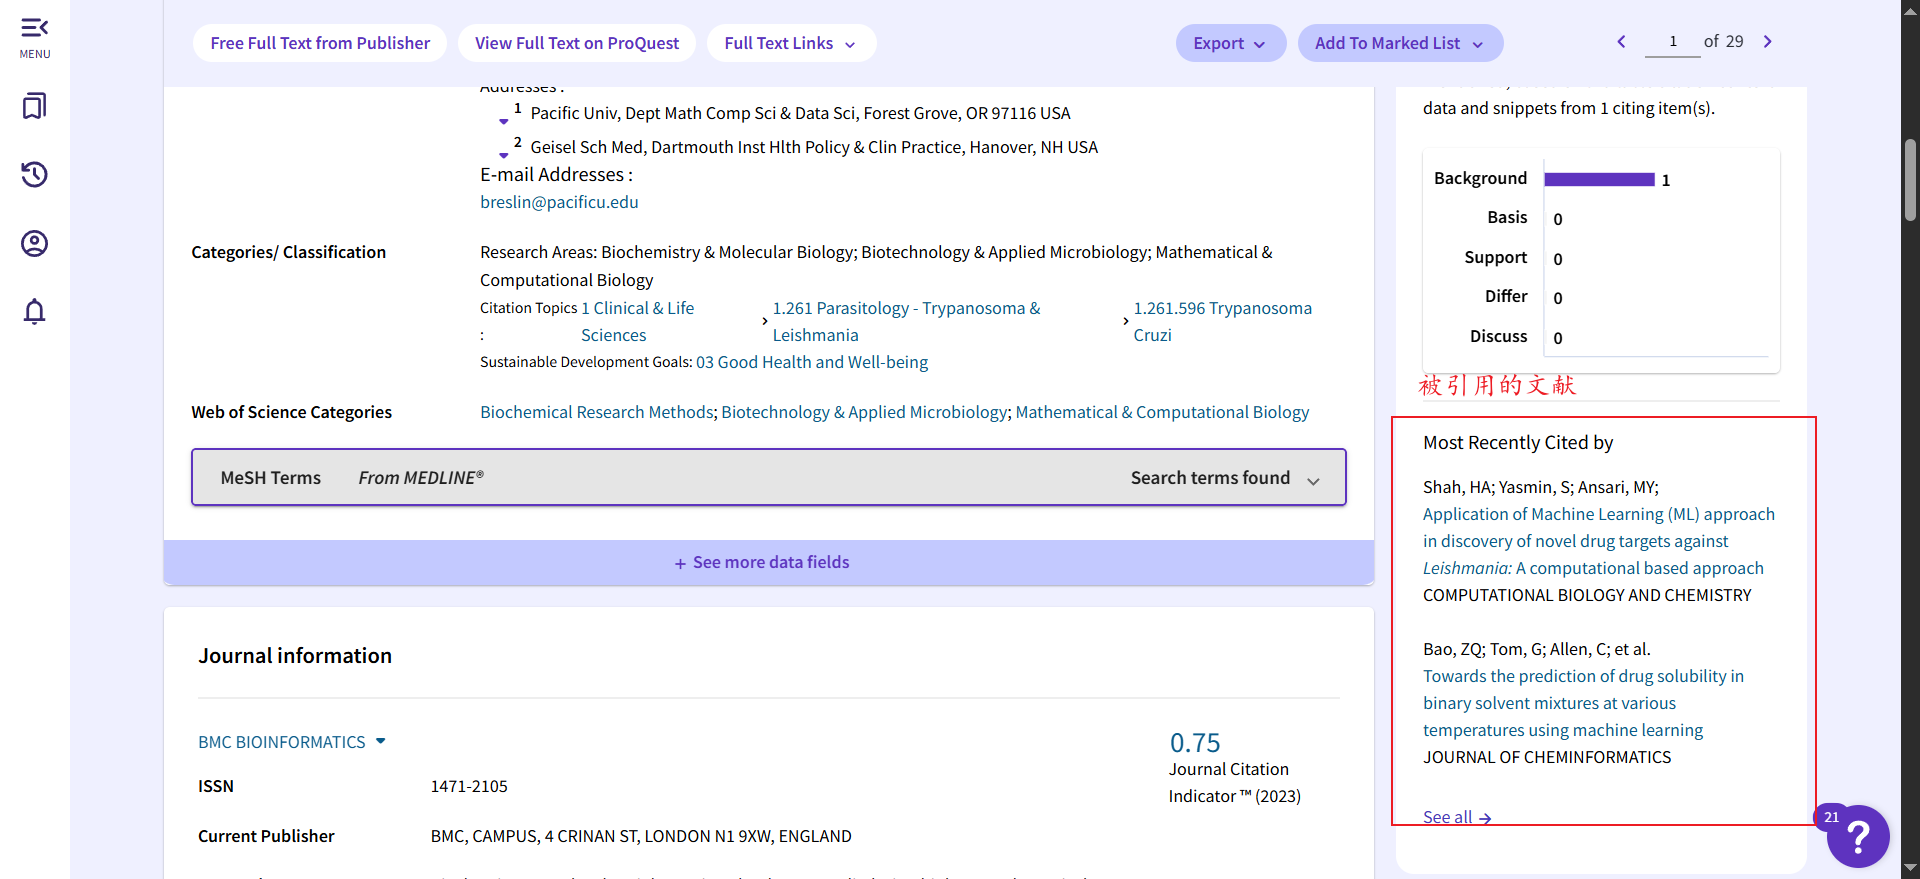 MENU
Free Full Text from Publisher
View Full Text on ProQuest
Full Text Links
Export
Add To Marked List
1 of 29
Addresses :
1 Pacific Univ, Dept Math Comp Sci & Data Sci, Forest Grove, OR 97116 USA
2 Geisel Sch Med, Dartmouth Inst Hlth Policy & Clin Practice, Hanover, NH USA
E-mail Addresses :
breslin@pacificu.edu
Categories/ Classification
Research Areas: Biochemistry & Molecular Biology; Biotechnology & Applied Microbiology; Mathematical &
Computational Biology
Citation Topics : 1 Clinical & Life Sciences > 1.261 Parasitology - Trypanosoma & Leishmania > 1.261.596 Trypanosoma Cruzi
Sustainable Development Goals: 03 Good Health and Well-being
Web of Science Categories
Biochemical Research Methods; Biotechnology & Applied Microbiology; Mathematical & Computational Biology
MeSH Terms From MEDLINE® Search terms found
+ See more data fields
Journal information
BMC BIOINFORMATICS
ISSN 1471-2105
Current Publisher BMC, CAMPUS, 4 CRINAN ST, LONDON N1 9XW, ENGLAND
0.75
Journal Citation
Indicator ™ (2023)
data and snippets from 1 citing item(s).
Background 1
Basis 0
Support 0
Differ 0
Discuss 0
被引用的文献
Most Recently Cited by
Shah, HA; Yasmin, S; Ansari, MY;
Application of Machine Learning (ML) approach
in discovery of novel drug targets against
Leishmania: A computational based approach
COMPUTATIONAL BIOLOGY AND CHEMISTRY
Bao, ZQ; Tom, G; Allen, C; et al.
Towards the prediction of drug solubility in
binary solvent mixtures at various
temperatures using machine learning
JOURNAL OF CHEMINFORMATICS
See all →
21
?